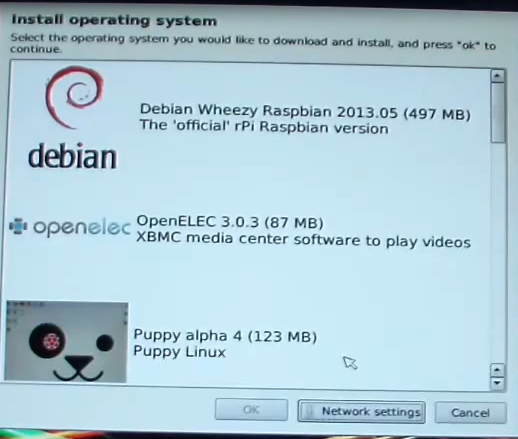 Install operating system
Select the operating system you would like to download and install, and press "ok" to
continue.
Debian Wheezy Raspbian 2013.05 (497 MB)
The 'official' rPi Raspbian version
debian
openelec
OpenELEC 3.0.3 (87 MB)
XBMC media center software to play videos
Puppy alpha 4 (123 MB)
Puppy Linux
OK
Network settings
Cancel